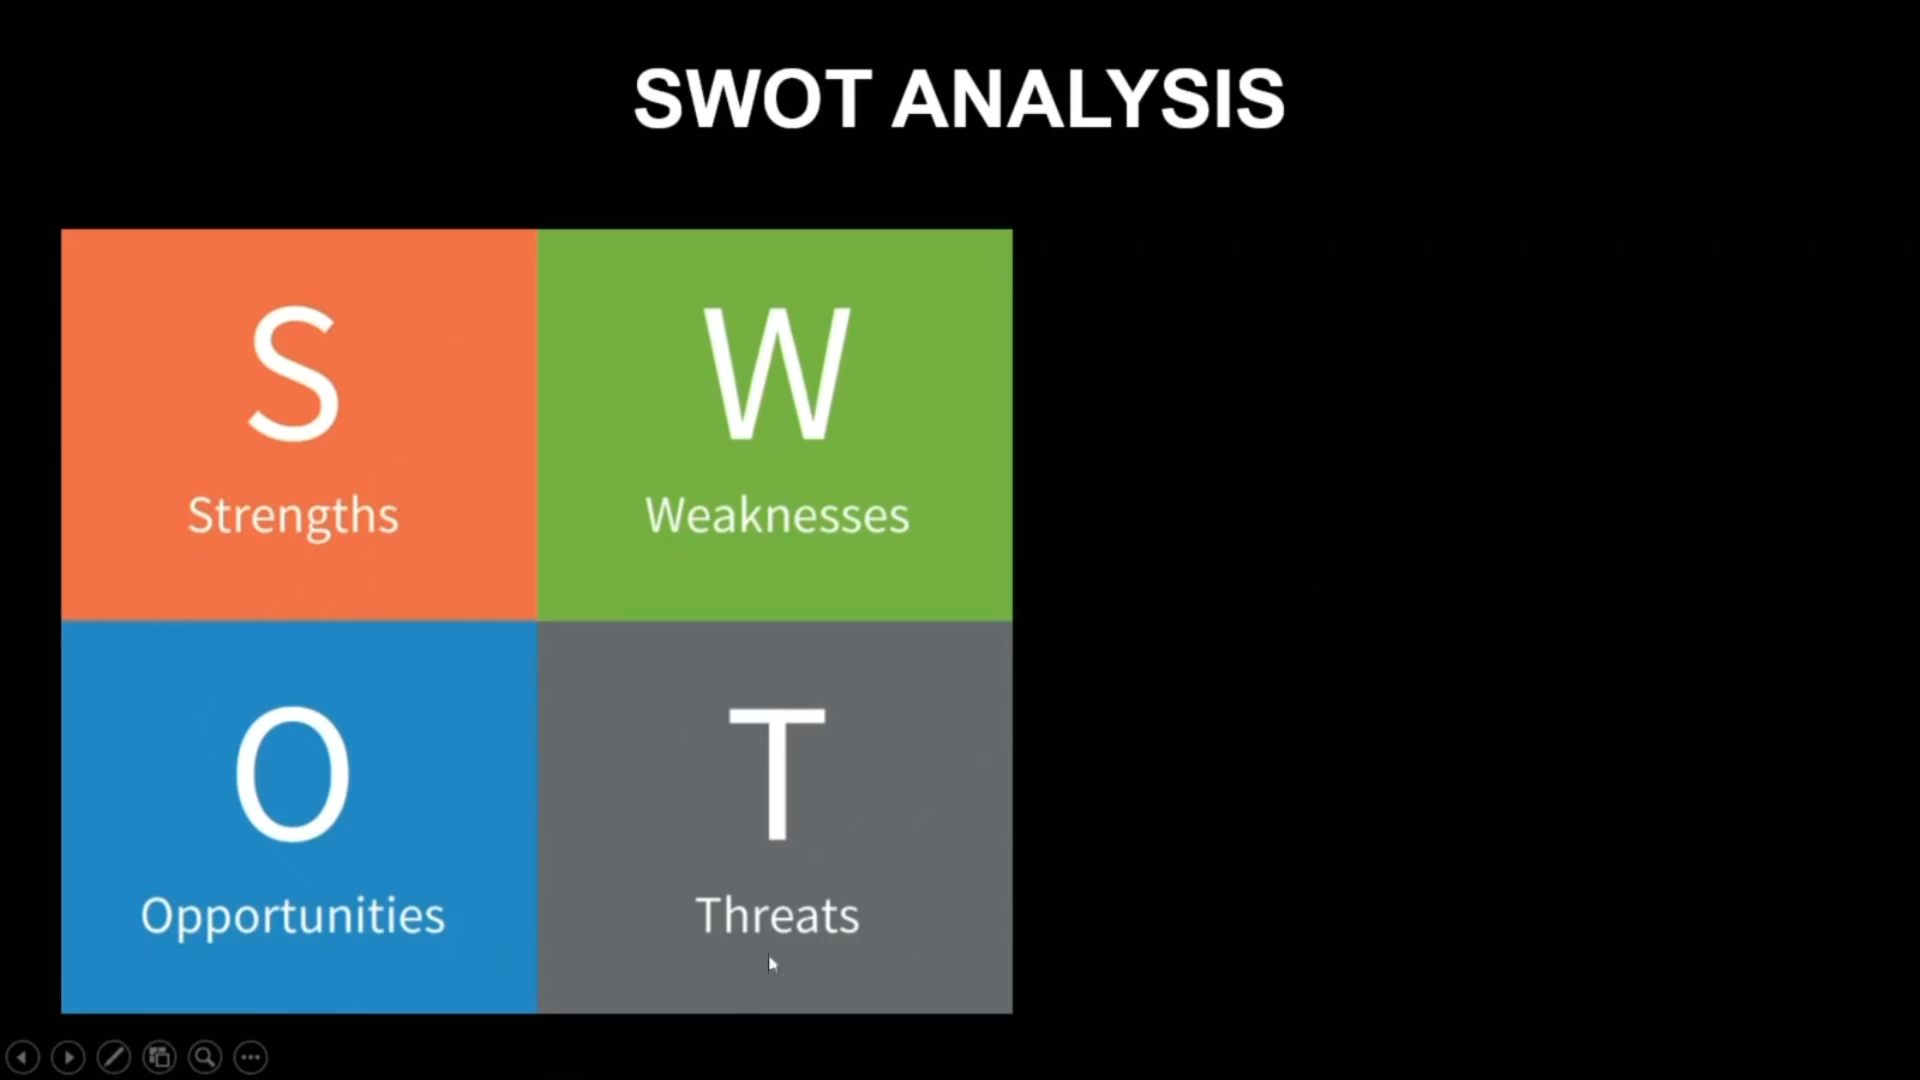 SWOT ANALYSIS
S
Strengths
W
Weaknesses
O
Opportunities
T
Threats